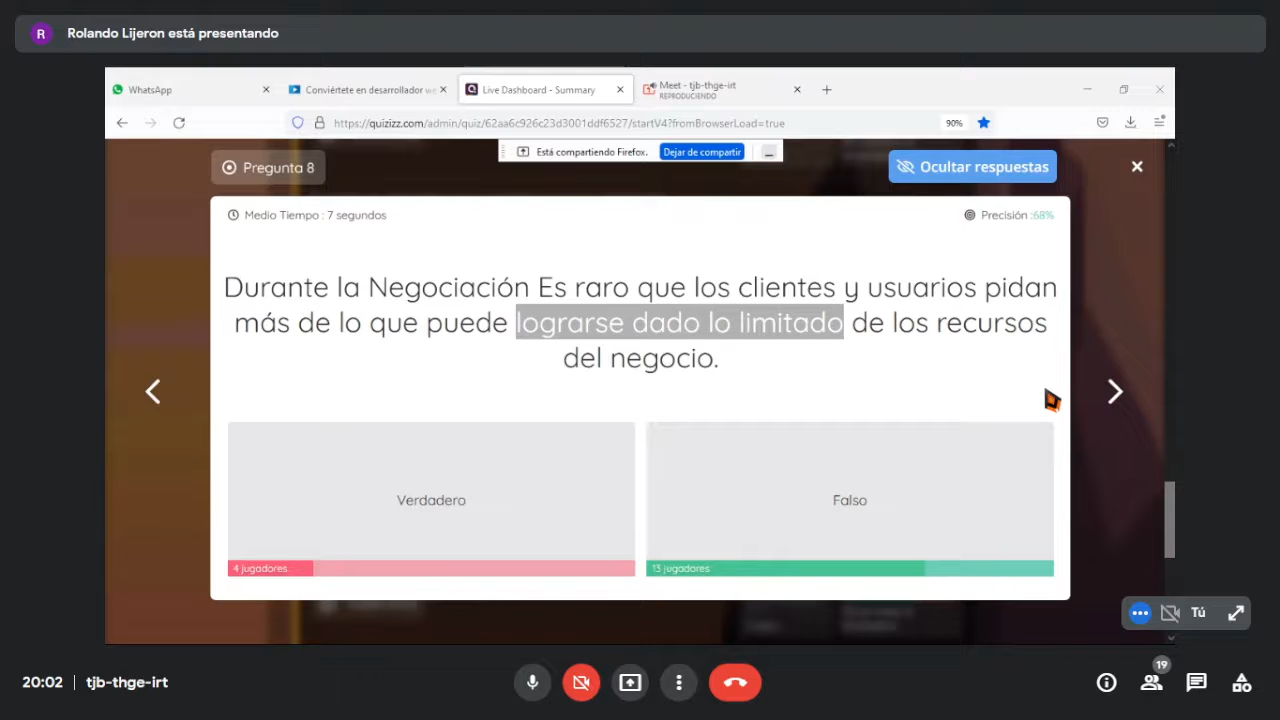 R
Rolando Lijeron está presentando
WhatsApp
Conviértete en desarrollador we
Live Dashboard - Summary
Meet - tjb-thge-irt
REPRODUCIENDO
https://quizizz.com/admin/quiz/62aa6c926c23d3001ddf6527/startV4?fromBrowserLoad=true
90%
Está compartiendo Firefox.
Dejar de compartir
Pregunta 8
Ocultar respuestas
Medio Tiempo : 7 segundos
Precisión :68%
Durante la Negociación Es raro que los clientes y usuarios pidan
más de lo que puede lograrse dado lo limitado de los recursos
del negocio.
Verdadero
Falso
4 jugadores
13 jugadores
Tú
20:02 | tjb-thge-irt
19